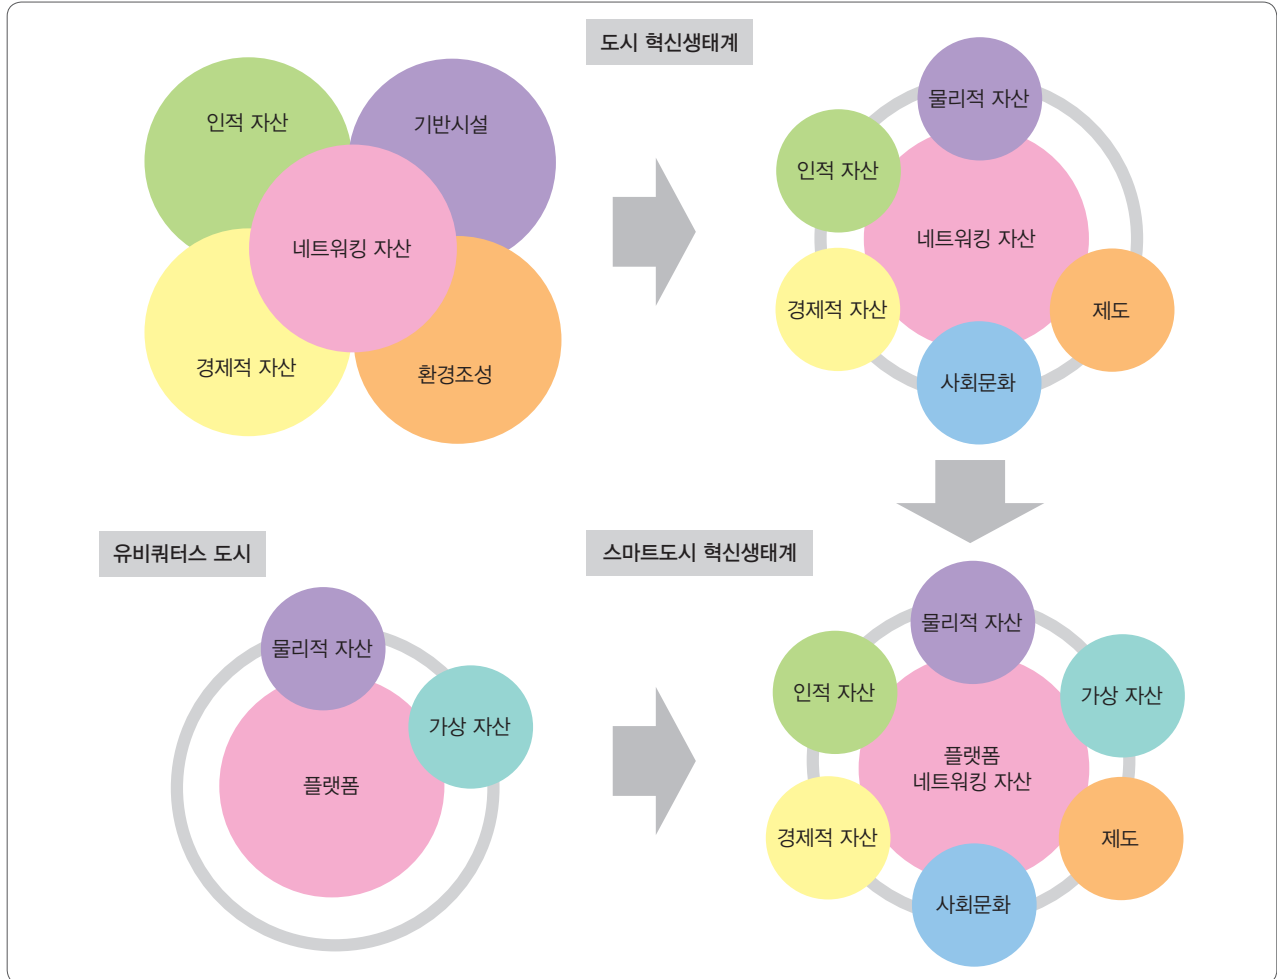 도시 혁신생태계
인적 자산
기반시설
네트워킹 자산
경제적 자산
환경조성
물리적 자산
인적 자산
네트워킹 자산
경제적 자산
제도
사회문화
유비쿼터스 도시
물리적 자산
가상 자산
플랫폼
스마트도시 혁신생태계
물리적 자산
인적 자산
가상 자산
플랫폼
네트워킹 자산
경제적 자산
제도
사회문화